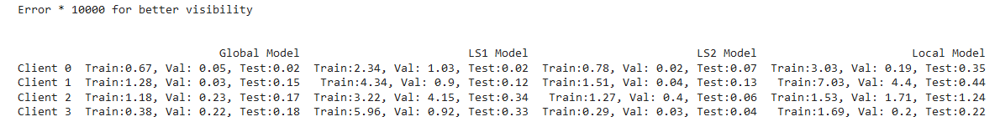 Error * 10000 for better visibility
Global Model LS1 Model LS2 Model Local Model
Client 0 Train:0.67, Val: 0.05, Test:0.02 Train:2.34, Val: 1.03, Test:0.02 Train:0.78, Val: 0.02, Test:0.07 Train:3.03, Val: 0.19, Test:0.35
Client 1 Train:1.28, Val: 0.03, Test:0.15 Train:4.34, Val: 0.9, Test:0.12 Train:1.51, Val: 0.04, Test:0.13 Train:7.03, Val: 4.4, Test:0.44
Client 2 Train:1.18, Val: 0.23, Test:0.17 Train:3.22, Val: 4.15, Test:0.34 Train:1.27, Val: 0.4, Test:0.06 Train:1.53, Val: 1.71, Test:1.24
Client 3 Train:0.38, Val: 0.22, Test:0.18 Train:5.96, Val: 0.92, Test:0.33 Train:0.29, Val: 0.03, Test:0.04 Train:1.69, Val: 0.2, Test:0.22